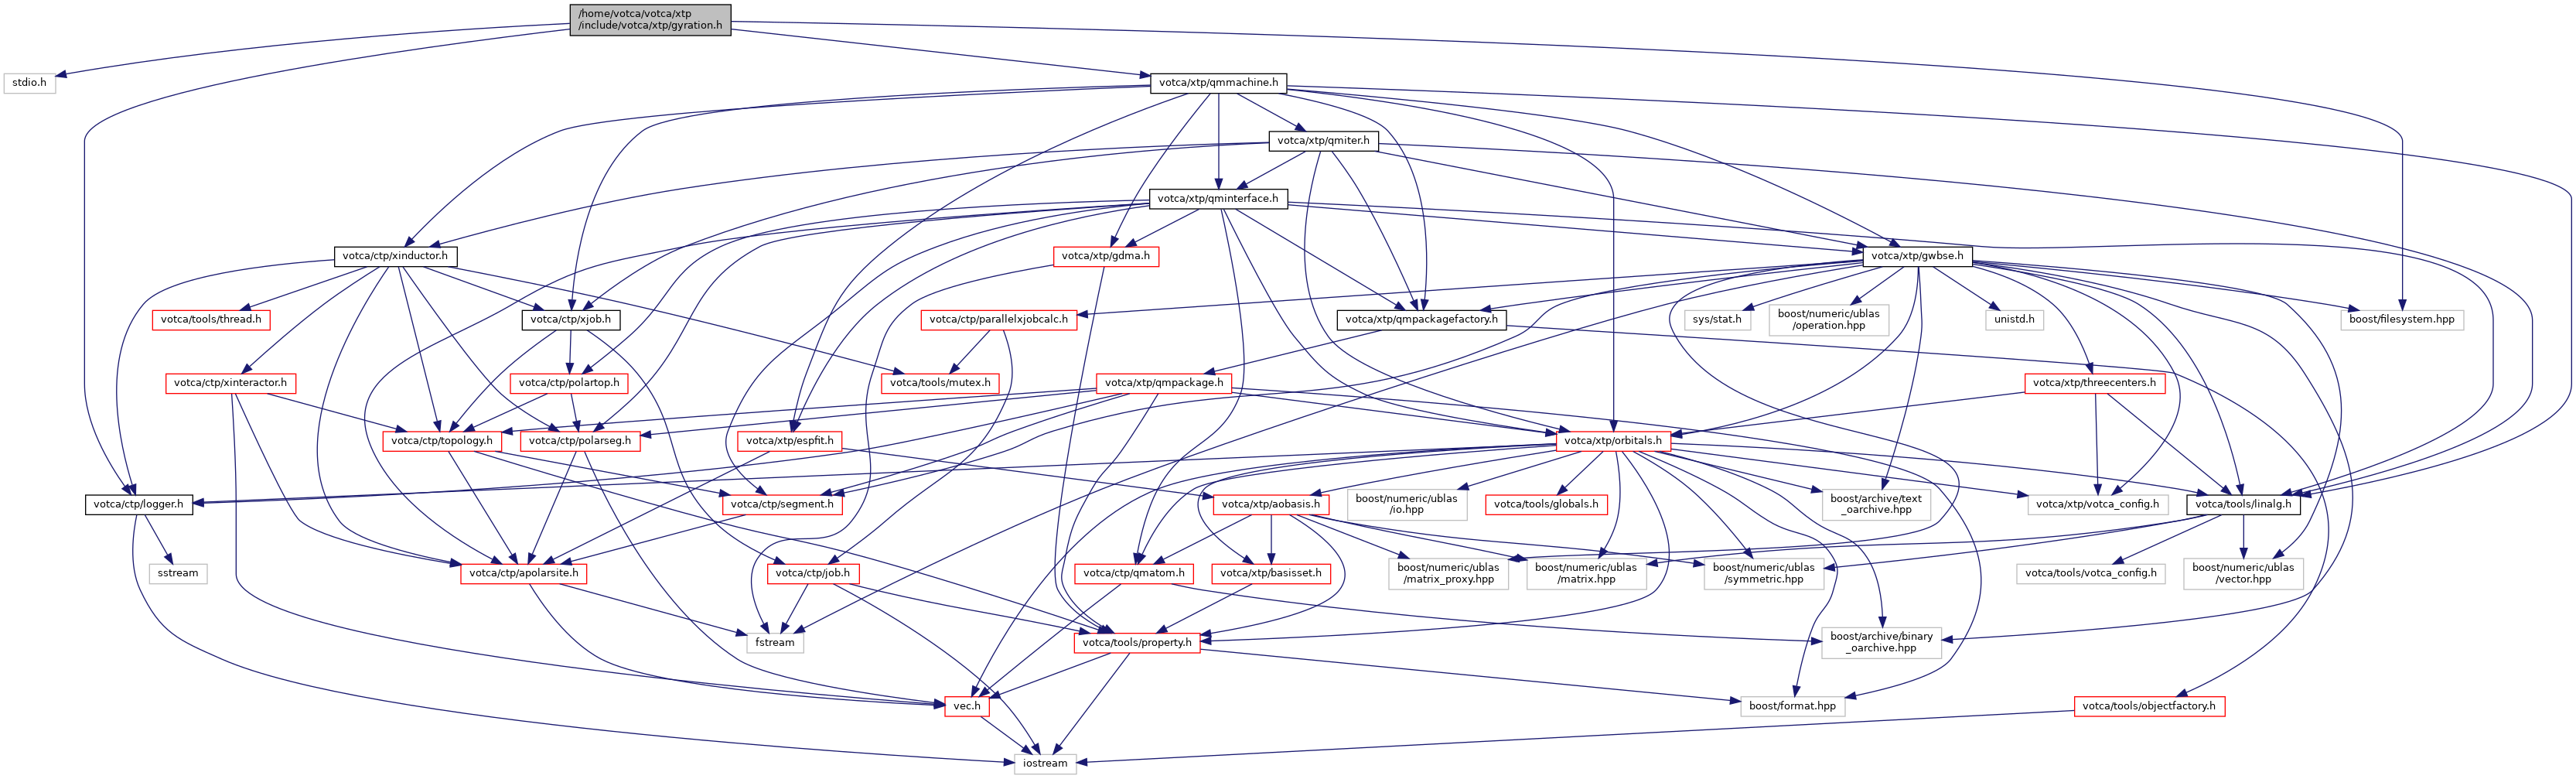 /home/votca/votca/xtp
/include/votca/xtp/gyration.h
stdio.h
votca/xtp/qmmachine.h
votca/xtp/qmiter.h
votca/xtp/qminterface.h
votca/ctp/xinductor.h
votca/xtp/gdma.h
votca/xtp/gwbse.h
votca/tools/thread.h
votca/ctp/xjob.h
votca/ctp/parallelxjobcalc.h
votca/xtp/qmpackagefactory.h
sys/stat.h
boost/numeric/ublas
/operation.hpp
unistd.h
boost/filesystem.hpp
votca/ctp/xinteractor.h
votca/ctp/polartop.h
votca/tools/mutex.h
votca/xtp/qmpackage.h
votca/xtp/threecenters.h
votca/ctp/topology.h
votca/ctp/polarseg.h
votca/xtp/espfit.h
votca/xtp/orbitals.h
votca/ctp/logger.h
votca/ctp/segment.h
votca/xtp/aobasis.h
boost/numeric/ublas
/io.hpp
votca/tools/globals.h
boost/archive/text
_oarchive.hpp
votca/xtp/votca_config.h
votca/tools/linalg.h
sstream
votca/ctp/apolarsite.h
votca/ctp/job.h
votca/ctp/qmatom.h
votca/xtp/basisset.h
boost/numeric/ublas
/matrix_proxy.hpp
boost/numeric/ublas
/matrix.hpp
boost/numeric/ublas
/symmetric.hpp
votca/tools/votca_config.h
boost/numeric/ublas
/vector.hpp
fstream
votca/tools/property.h
boost/archive/binary
_oarchive.hpp
vec.h
boost/format.hpp
votca/tools/objectfactory.h
iostream